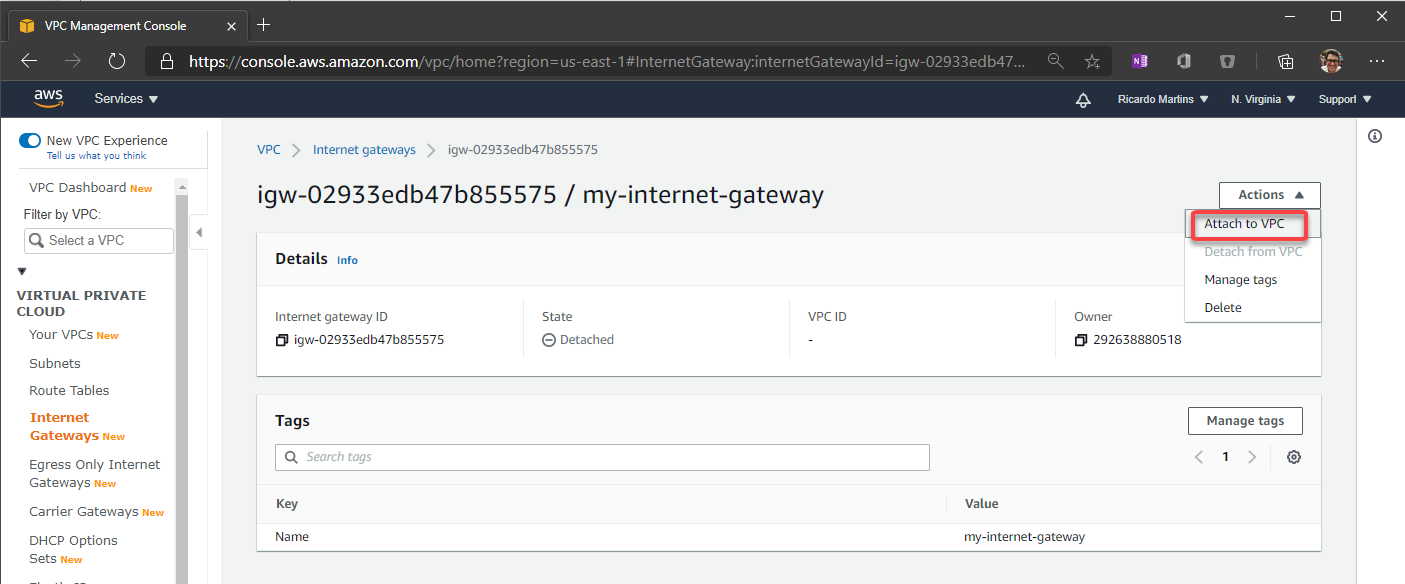 VPC Management Console
https://console.aws.amazon.com/vpc/home?region=us-east-1#InternetGateway:internetGatewayId=igw-02933edb47...
aws
Services
Ricardo Martins
N. Virginia
Support
New VPC Experience
Tell us what you think
VPC Dashboard New
Filter by VPC:
Select a VPC
VIRTUAL PRIVATE
CLOUD
Your VPCs New
Subnets
Route Tables
Internet
Gateways New
Egress Only Internet
Gateways New
Carrier Gateways New
DHCP Options
Sets New
VPC
Internet gateways
igw-02933edb47b855575
igw-02933edb47b855575 / my-internet-gateway
Actions
Attach to VPC
Detach from VPC
Manage tags
Delete
Details Info
Internet gateway ID
igw-02933edb47b855575
State
Detached
VPC ID
-
Owner
292638880518
Tags
Manage tags
Search tags
1
Key
Value
Name
my-internet-gateway